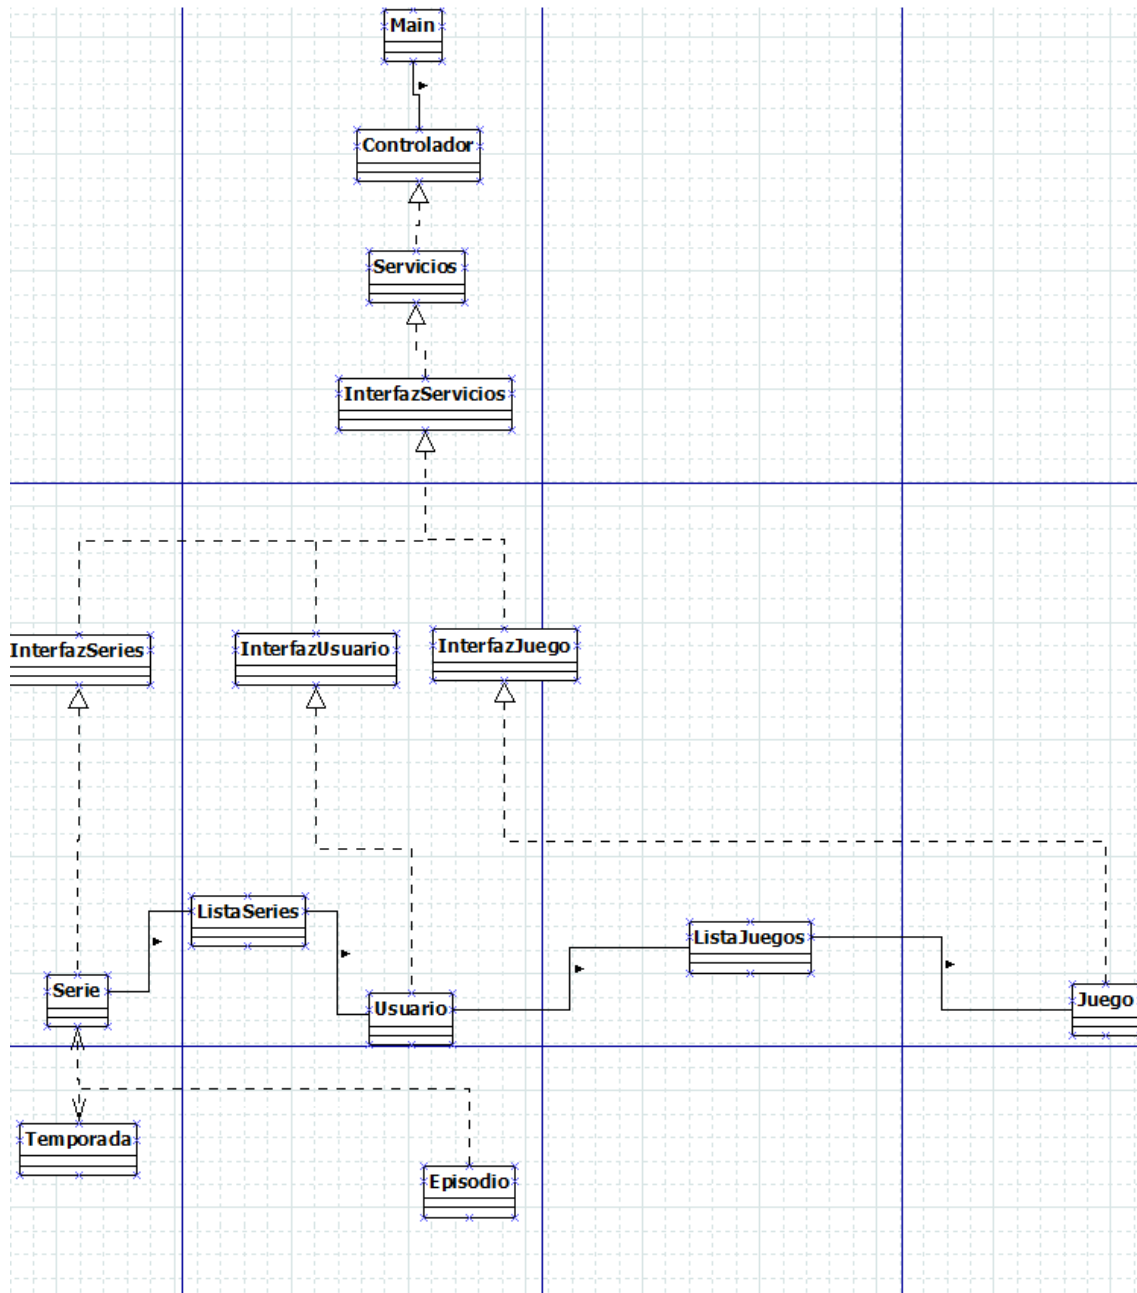 Main
Controlador
Servicios
InterfazServicios
InterfazSeries
InterfazUsuario
InterfazJuego
ListaSeries
ListaJuegos
Serie
Usuario
Juego
Temporada
Episodio